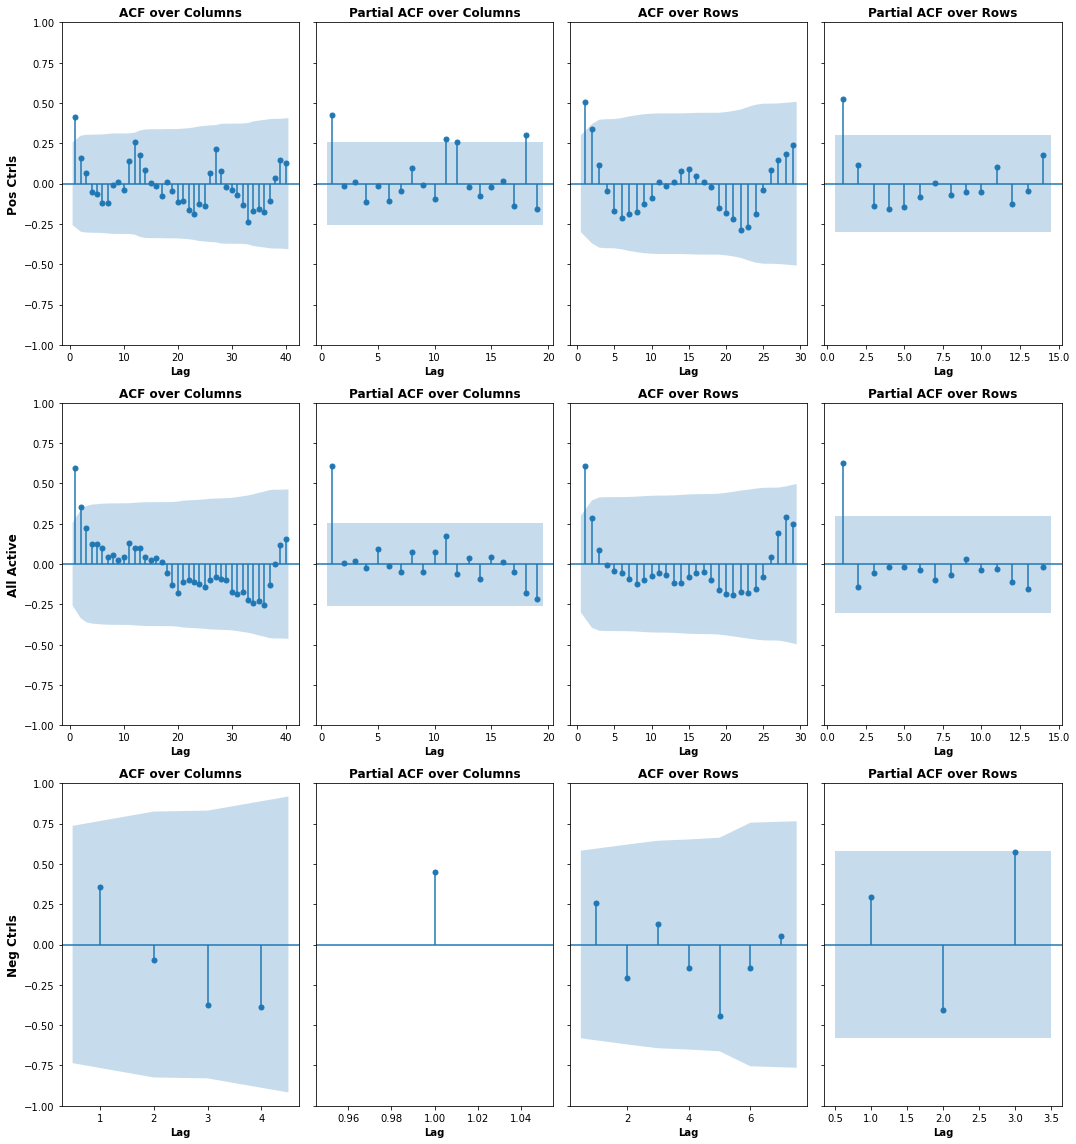 ACF over Columns Partial ACF over Columns ACF over Rows Partial ACF over Rows
Pos Ctrls
1.00
0.75
0.50
0.25
0.00
−0.25
−0.50
−0.75
−1.00
0 10 20 30 40 0 5 10 15 20 0 5 10 15 20 25 30 0.0 2.5 5.0 7.5 10.0 12.5 15.0
Lag Lag Lag Lag
ACF over Columns Partial ACF over Columns ACF over Rows Partial ACF over Rows
All Active
1.00
0.75
0.50
0.25
0.00
−0.25
−0.50
−0.75
−1.00
0 10 20 30 40 0 5 10 15 20 0 5 10 15 20 25 30 0.0 2.5 5.0 7.5 10.0 12.5 15.0
Lag Lag Lag Lag
ACF over Columns Partial ACF over Columns ACF over Rows Partial ACF over Rows
Neg Ctrls
1.00
0.75
0.50
0.25
0.00
−0.25
−0.50
−0.75
−1.00
1 2 3 4 0.96 0.98 1.00 1.02 1.04 2 4 6 0.5 1.0 1.5 2.0 2.5 3.0 3.5
Lag Lag Lag Lag